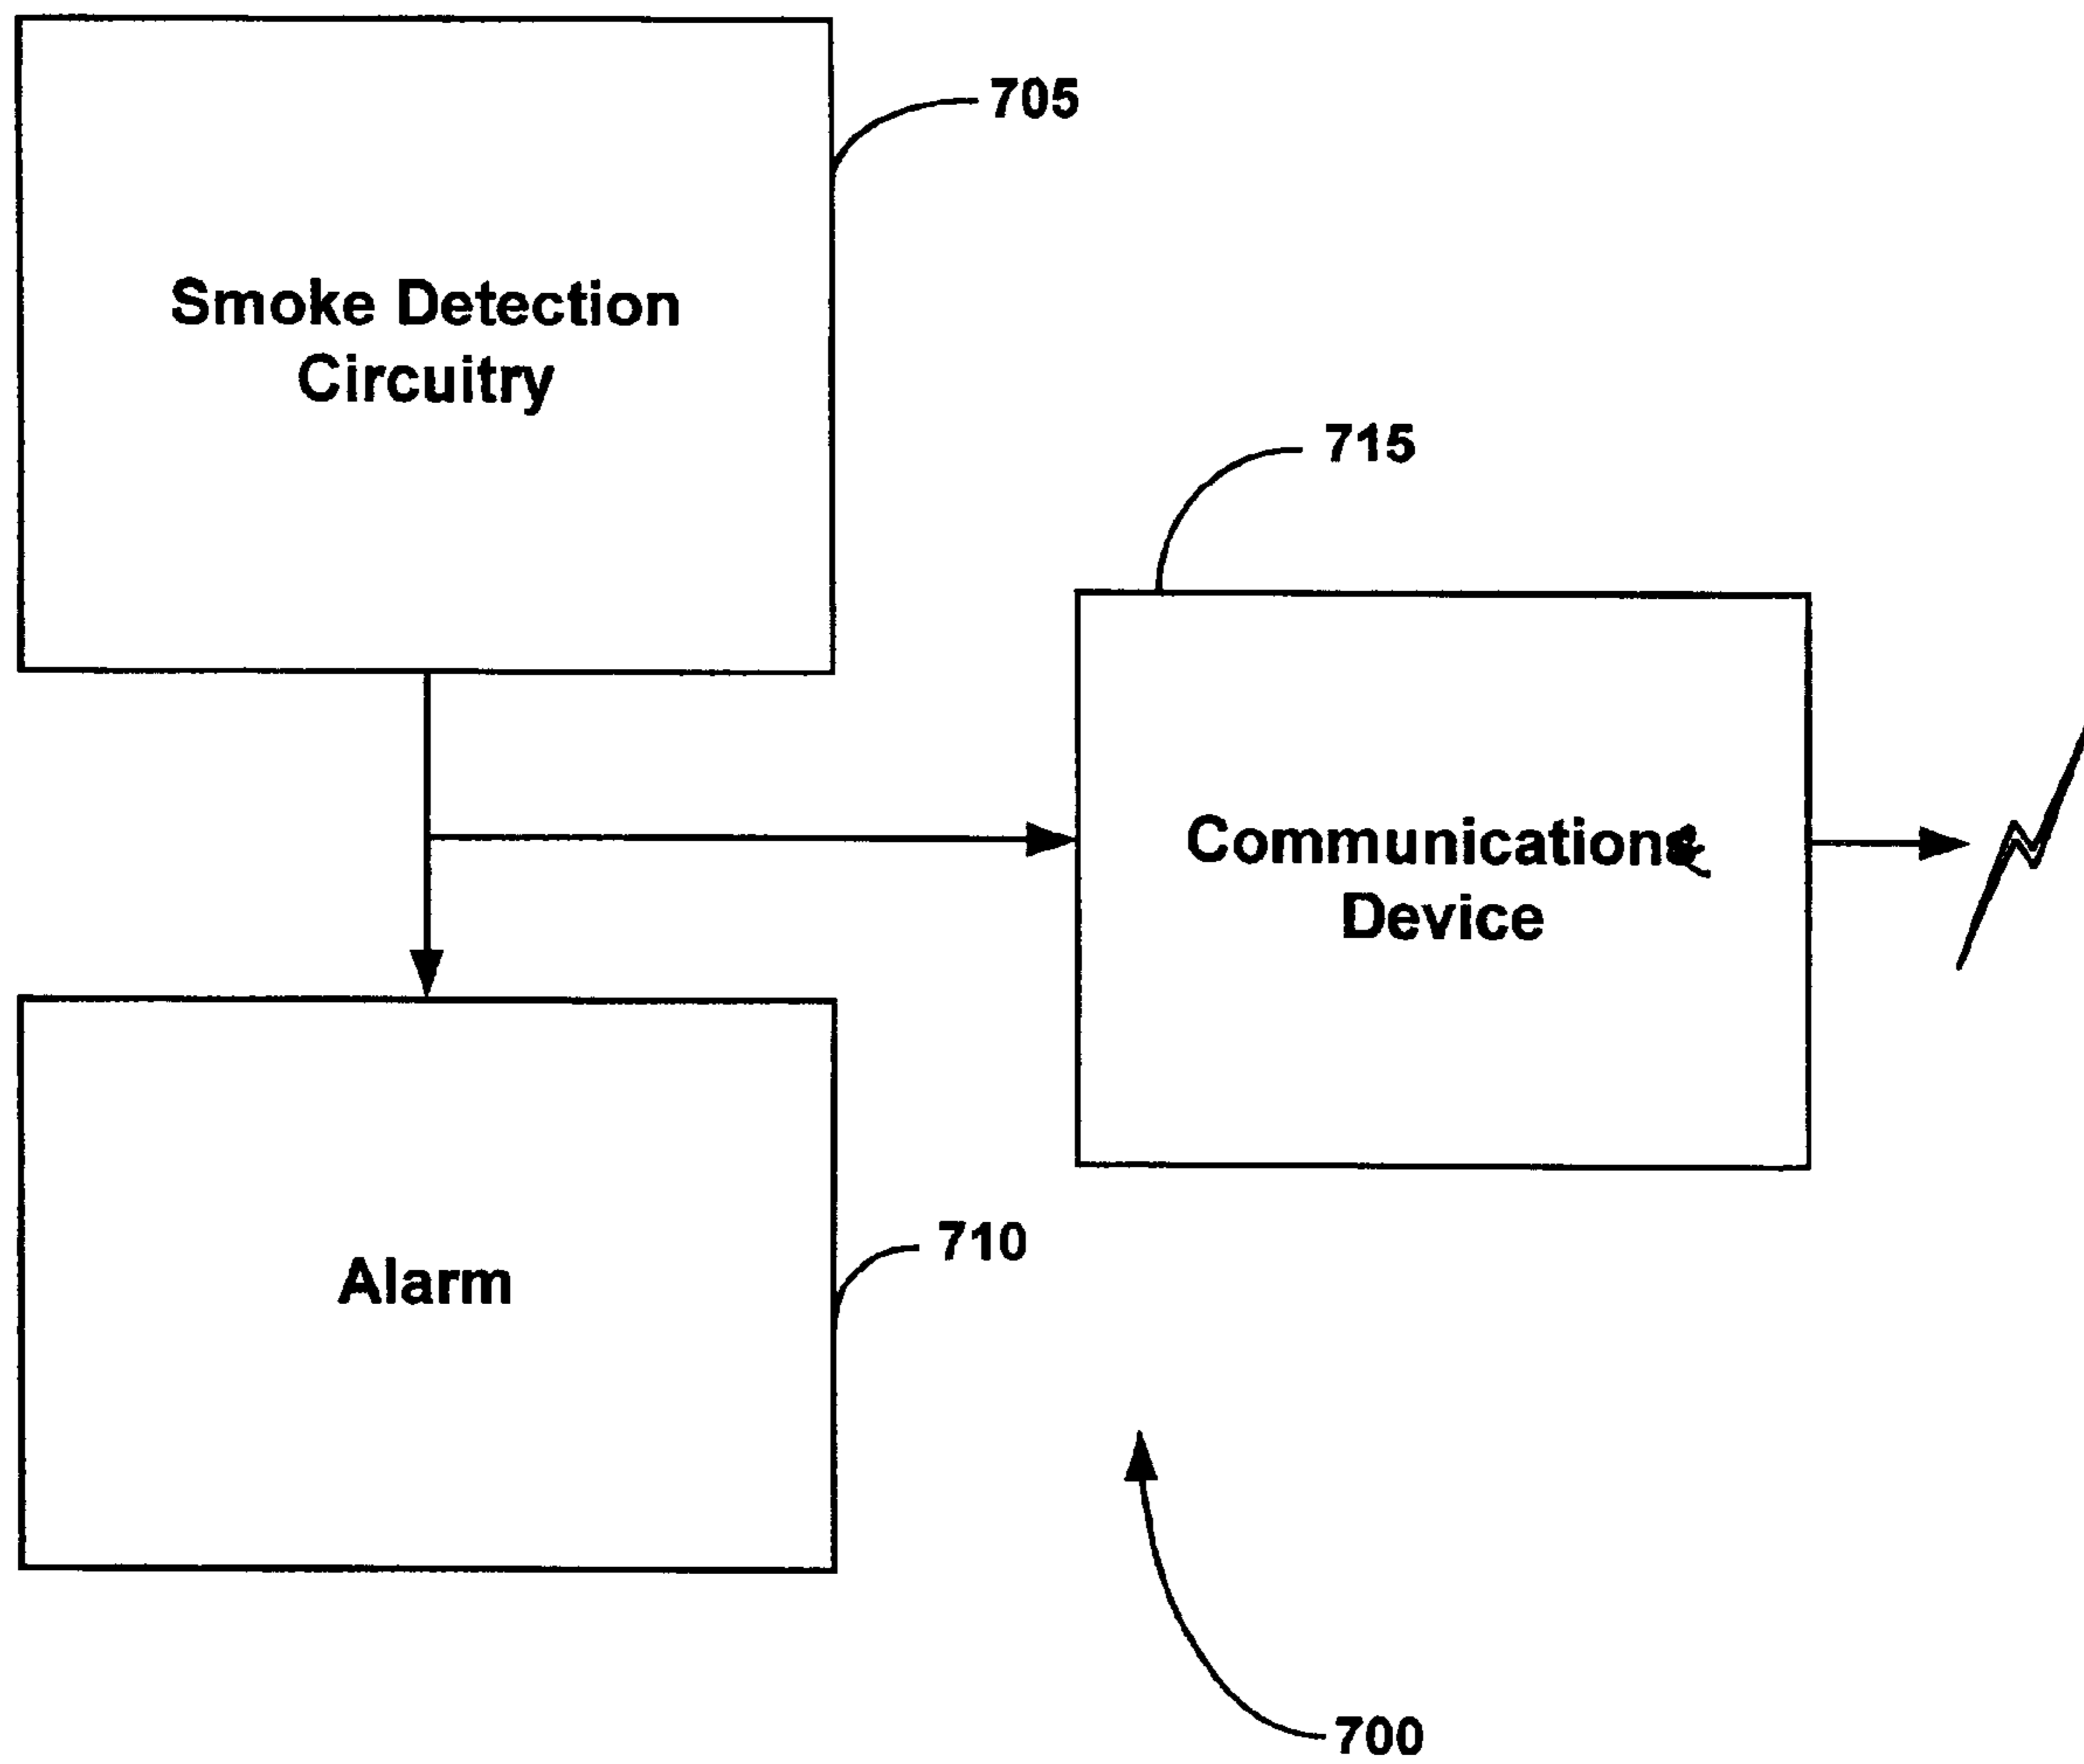 705
Smoke Detection
Circuitry
715
Communications
Device
710
Alarm
700